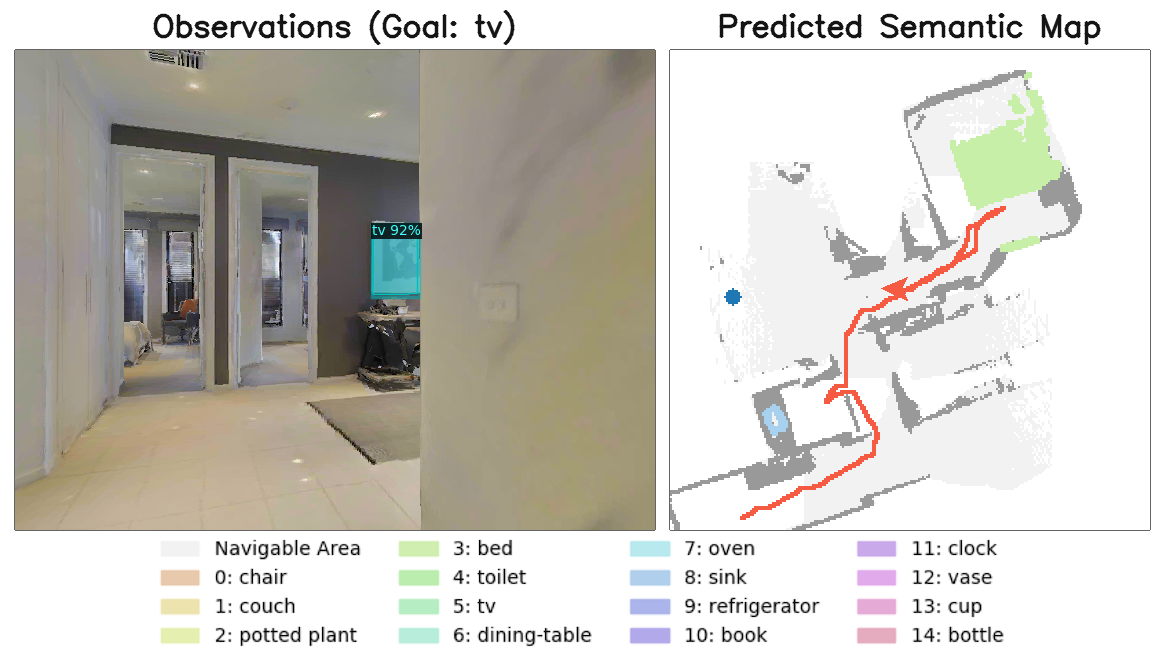 Observations (Goal: tv)
Predicted Semantic Map
tv 92%
Navigable Area
0: chair
1: couch
2: potted plant
3: bed
4: toilet
5: tv
6: dining-table
7: oven
8: sink
9: refrigerator
10: book
11: clock
12: vase
13: cup
14: bottle